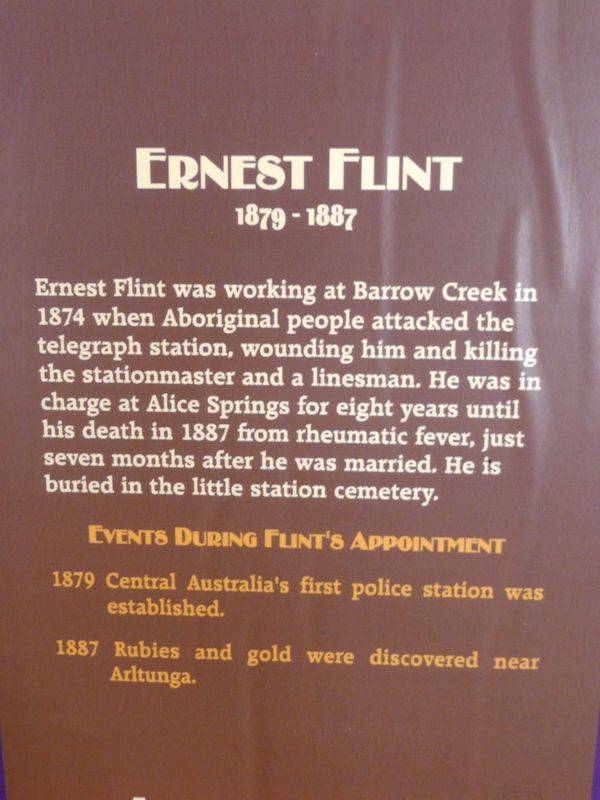 ERNEST FLINT
1879 - 1887
Ernest Flint was working at Barrow Creek in
1874 when Aboriginal people attacked the
telegraph station, wounding him and killing
the stationmaster and a linesman. He was in
charge at Alice Springs for eight years until
his death in 1887 from rheumatic fever, just
seven months after he was married. He is
buried in the little station cemetery.
EVENTS DURING FLINT'S APPOINTMENT
1879 Central Australia's first police station was
established.
1887 Rubies and gold were discovered near
Arltunga.